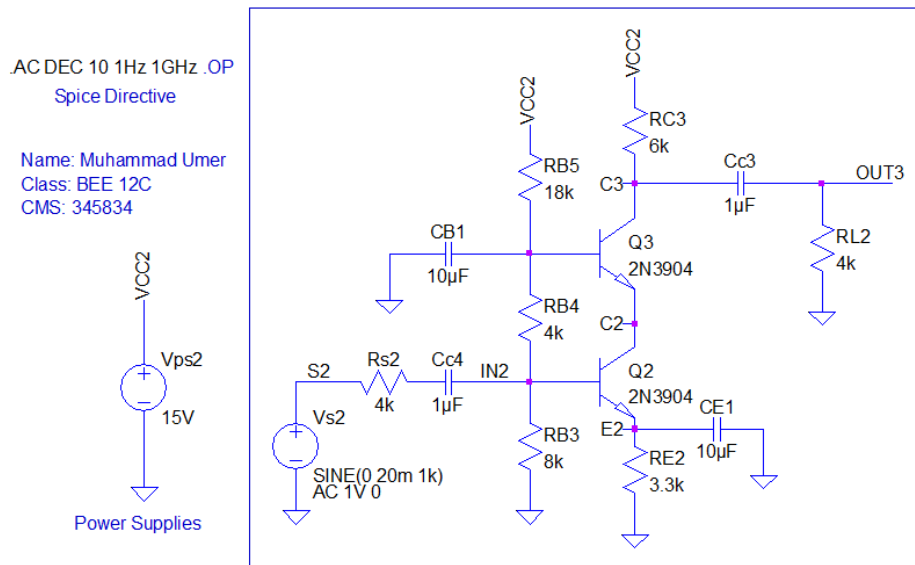 .AC DEC 10 1Hz 1GHz .OP
Spice Directive
Name: Muhammad Umer
Class: BEE 12C
CMS: 345834
VCC2
Vps2
15V
Power Supplies
VCC2
VCC2
RC3
6k
RB5
18k
C3
Cc3
1µF
OUT3
CB1
10µF
Q3
2N3904
RL2
4k
RB4
4k
C2
S2
Rs2
4k
Cc4
1µF
IN2
Q2
2N3904
Vs2
SINE(0 20m 1k)
AC 1V 0
RB3
8k
E2
CE1
10µF
RE2
3.3k